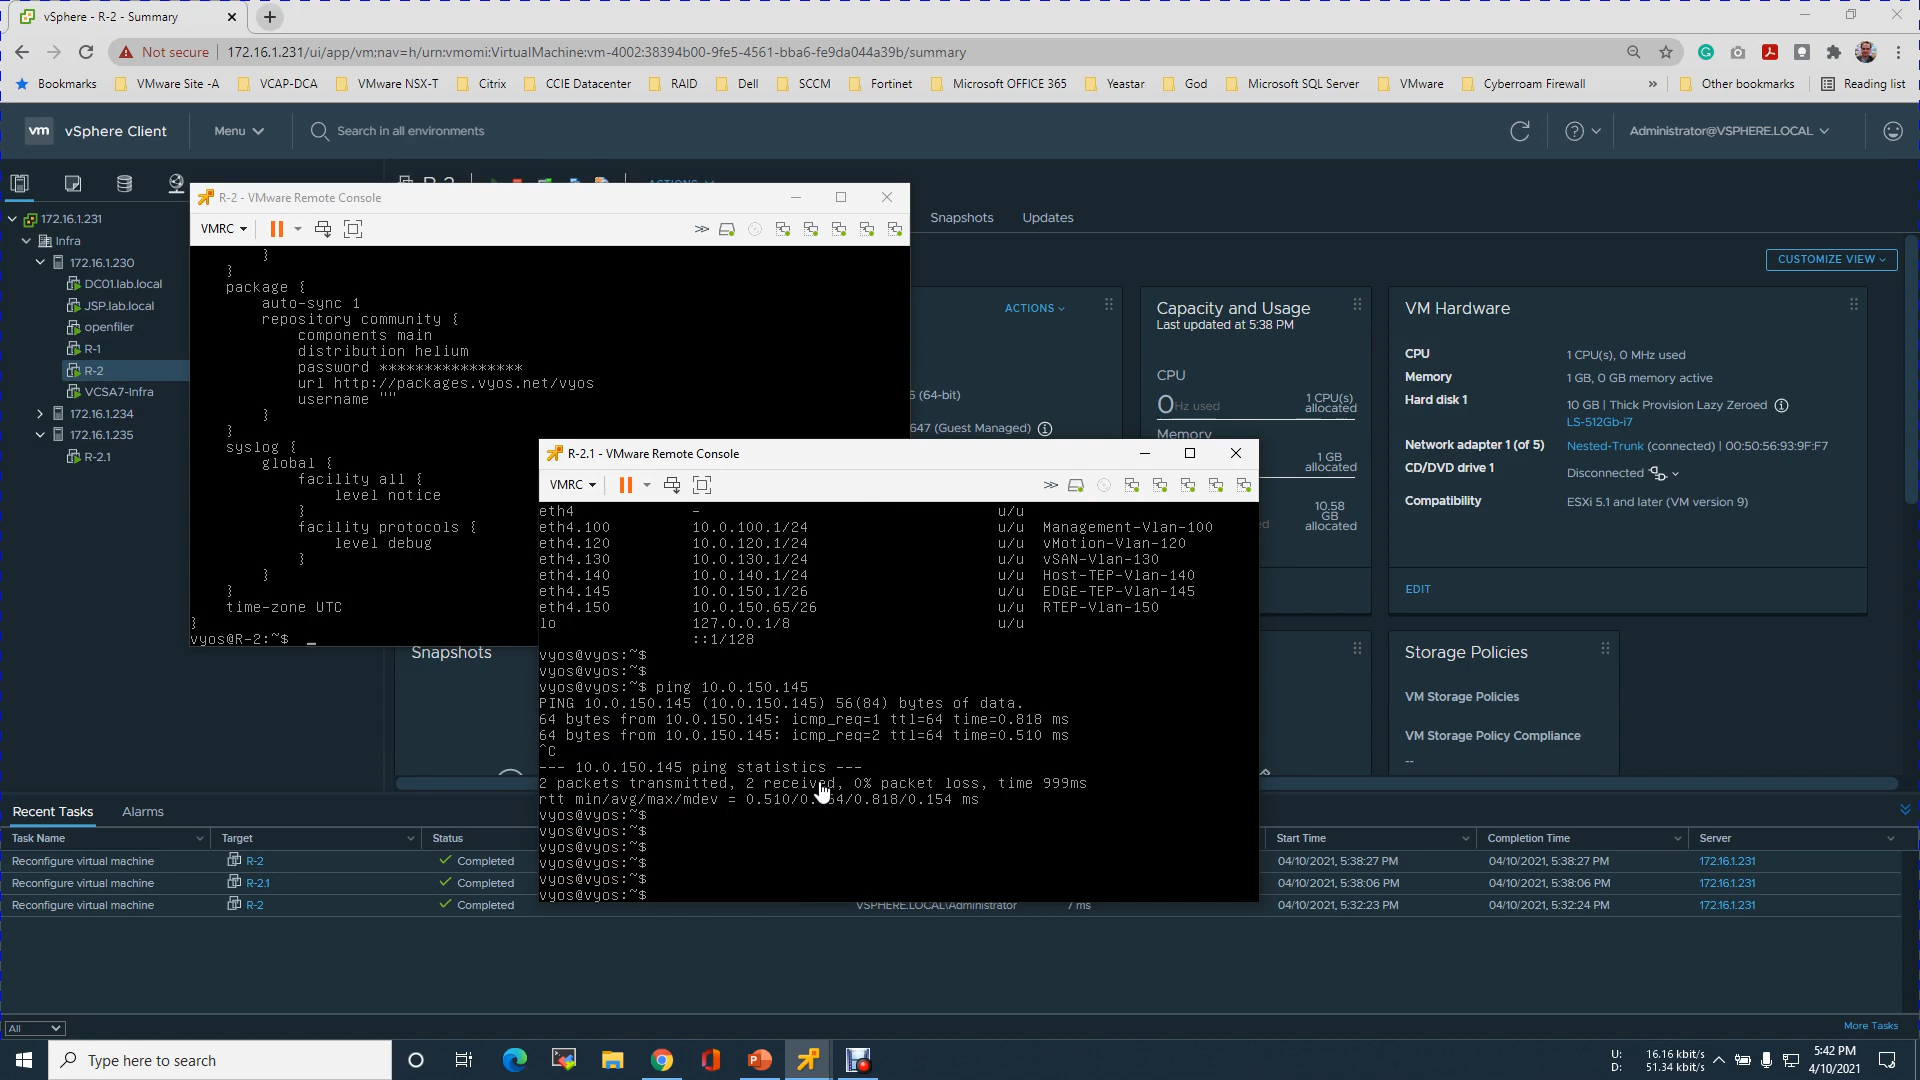 vSphere - R-2 - Summary
Not secure 172.16.1.231/ui/app/vm;nav=h/urn:vmomi:VirtualMachine:vm-4002:38394b00-9fe5-4561-bba6-fe9da044a39b/summary
Bookmarks VMware Site -A VCAP-DCA VMware NSX-T Citrix CCIE Datacenter RAID Dell SCCM Fortinet Microsoft OFFICE 365 Yeastar God Microsoft SQL Server VMware Cyberroam Firewall » Other bookmarks Reading list
vm vSphere Client Menu Search in all environments Administrator@VSPHERE.LOCAL
172.16.1.231
Infra
172.16.1.230
DC01.lab.local
JSP.lab.local
openfiler
R-1
R-2
VCSA7-Infra
172.16.1.234
172.16.1.235
R-2.1
Snapshots Updates
CUSTOMIZE VIEW
R-2 - VMware Remote Console
VMRC
}
}
package {
auto-sync 1
repository community {
components main
distribution helium
password ****************
url http://packages.vyos.net/vyos
username ""
}
}
syslog {
global {
facility all {
level notice
}
facility protocols {
level debug
}
}
}
time-zone UTC
}
vyos@R-2:~$ _
ACTIONS
(64-bit)
647 (Guest Managed)
Capacity and Usage
Last updated at 5:38 PM
CPU
0 Hz used
1 CPU(s)
allocated
Memory
1 GB
allocated
10.58
GB
allocated
VM Hardware
CPU 1 CPU(s), 0 MHz used
Memory 1 GB, 0 GB memory active
Hard disk 1 10 GB | Thick Provision Lazy Zeroed
LS-512Gb-i7
Network adapter 1 (of 5) Nested-Trunk (connected) | 00:50:56:93:9F:F7
CD/DVD drive 1 Disconnected
Compatibility ESXi 5.1 and later (VM version 9)
EDIT
Snapshots
Storage Policies
VM Storage Policies
VM Storage Policy Compliance
--
R-2.1 - VMware Remote Console
VMRC
eth4 - u/u
eth4.100 10.0.100.1/24 u/u Management-Vlan-100
eth4.120 10.0.120.1/24 u/u vMotion-Vlan-120
eth4.130 10.0.130.1/24 u/u vSAN-Vlan-130
eth4.140 10.0.140.1/24 u/u Host-TEP-Vlan-140
eth4.145 10.0.150.1/26 u/u EDGE-TEP-Vlan-145
eth4.150 10.0.150.65/26 u/u RTEP-Vlan-150
lo 127.0.0.1/8 u/u
::1/128
vyos@vyos:~$
vyos@vyos:~$
vyos@vyos:~$ ping 10.0.150.145
PING 10.0.150.145 (10.0.150.145) 56(84) bytes of data.
64 bytes from 10.0.150.145: icmp_req=1 ttl=64 time=0.818 ms
64 bytes from 10.0.150.145: icmp_req=2 ttl=64 time=0.510 ms
^C
--- 10.0.150.145 ping statistics ---
2 packets transmitted, 2 received, 0% packet loss, time 999ms
rtt min/avg/max/mdev = 4/0.818/0.154 ms
vyos@vyos:~$
vyos@vyos:~$
vyos@vyos:~$
vyos@vyos:~$
vyos@vyos:~$
vyos@vyos:~$
Recent Tasks Alarms
Task Name Target Status Start Time Completion Time Server
Reconfigure virtual machine R-2 Completed 04/10/2021, 5:38:27 PM 04/10/2021, 5:38:27 PM 172.16.1.231
Reconfigure virtual machine R-2.1 Completed 04/10/2021, 5:38:06 PM 04/10/2021, 5:38:06 PM 172.16.1.231
Reconfigure virtual machine R-2 Completed VSPHERE.LOCAL\Administrator 7 ms 04/10/2021, 5:32:23 PM 04/10/2021, 5:32:24 PM 172.16.1.231
All
More Tasks
Type here to search
U: 16.16 kbit/s
D: 51.34 kbit/s
5:42 PM
4/10/2021